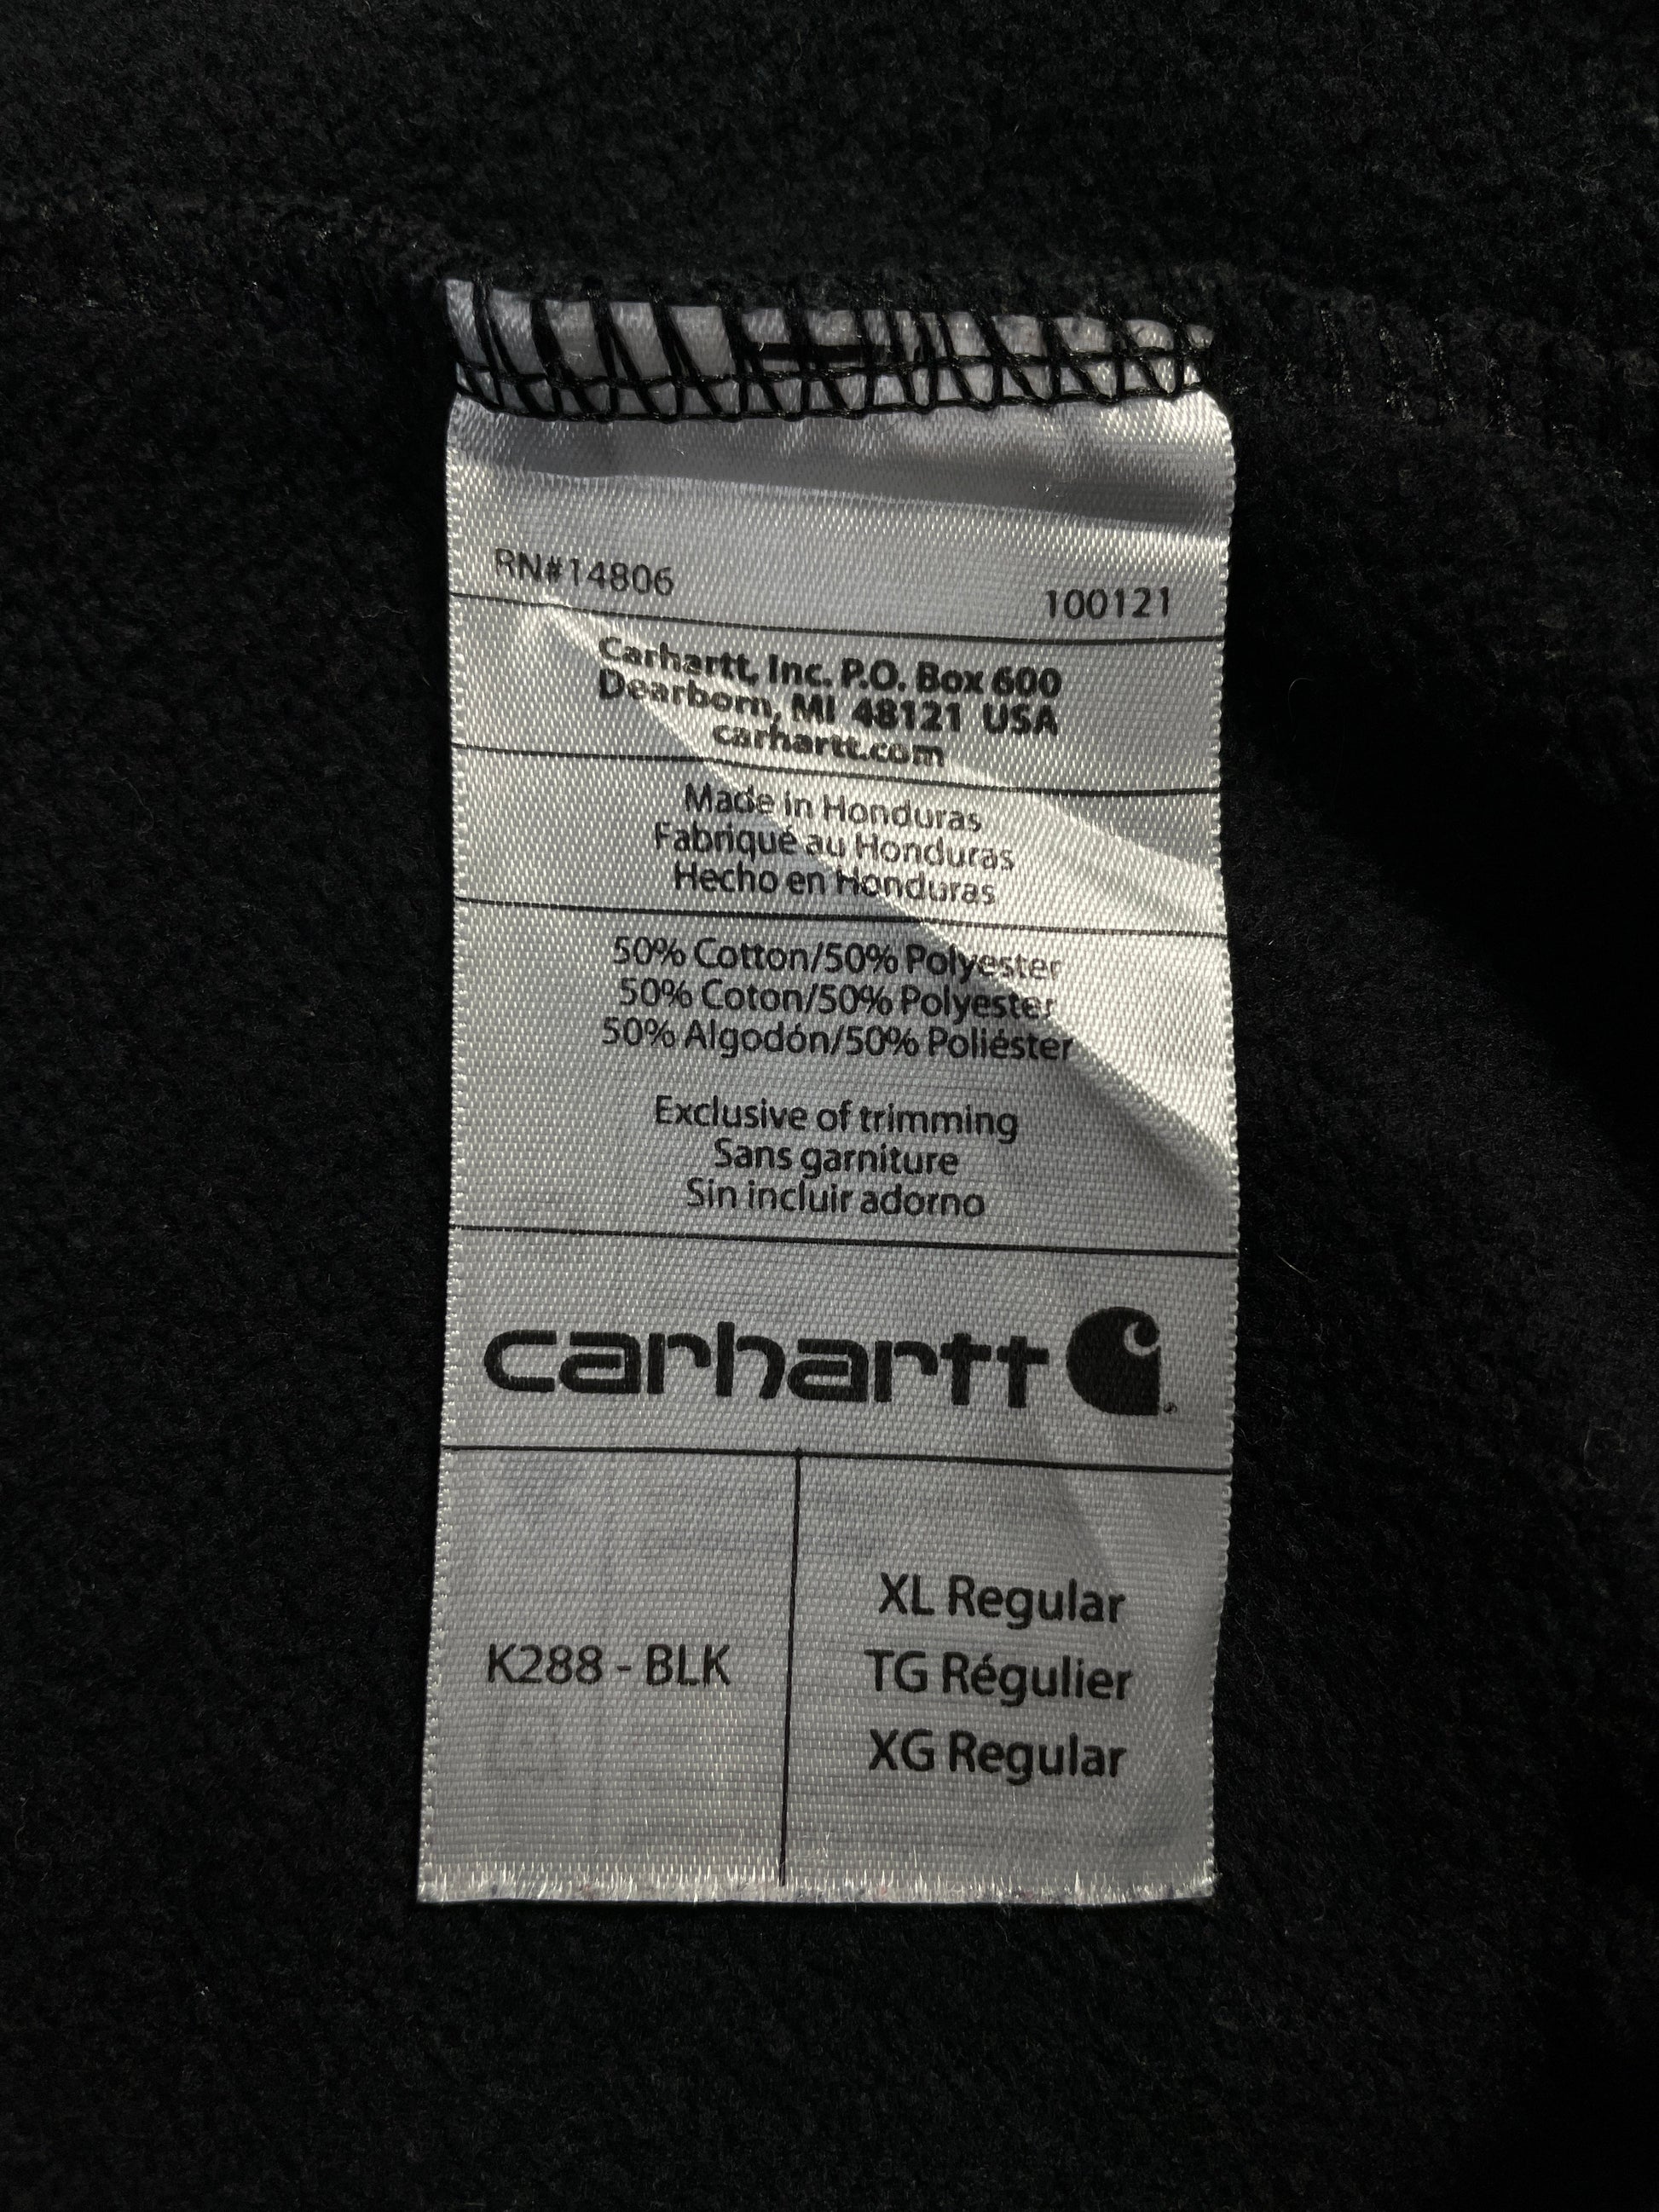 RN#14806 100121
Carhartt, Inc. P.O. Box 600
Dearborn, MI 48121 USA
carhartt.com
Made in Honduras
Fabriqué au Honduras
Hecho en Honduras
50% Cotton/50% Polyester
50% Coton/50% Polyester
50% Algodón/50% Poliéster
Exclusive of trimming
Sans garniture
Sin incluir adorno
carhartt
K288 - BLK
XL Regular
TG Régulier
XG Regular